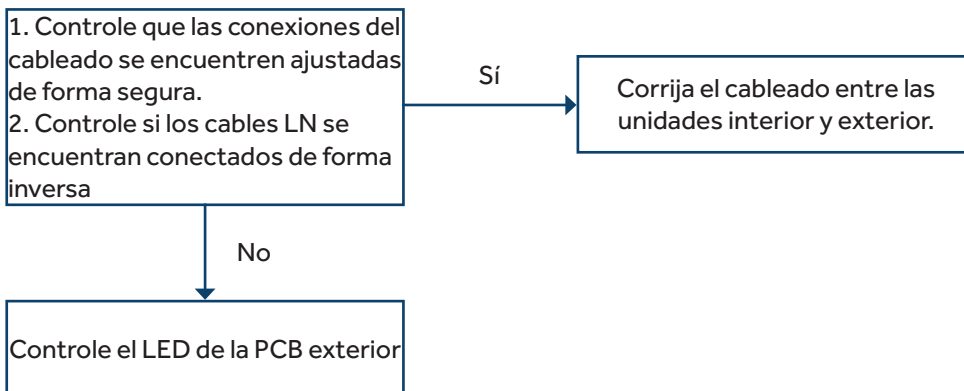 1. Controle que las conexiones del
cableado se encuentren ajustadas
de forma segura.
2. Controle si los cables LN se
encuentran conectados de forma
inversa
Sí
Corrija el cableado entre las
unidades interior y exterior.
No
Controle el LED de la PCB exterior